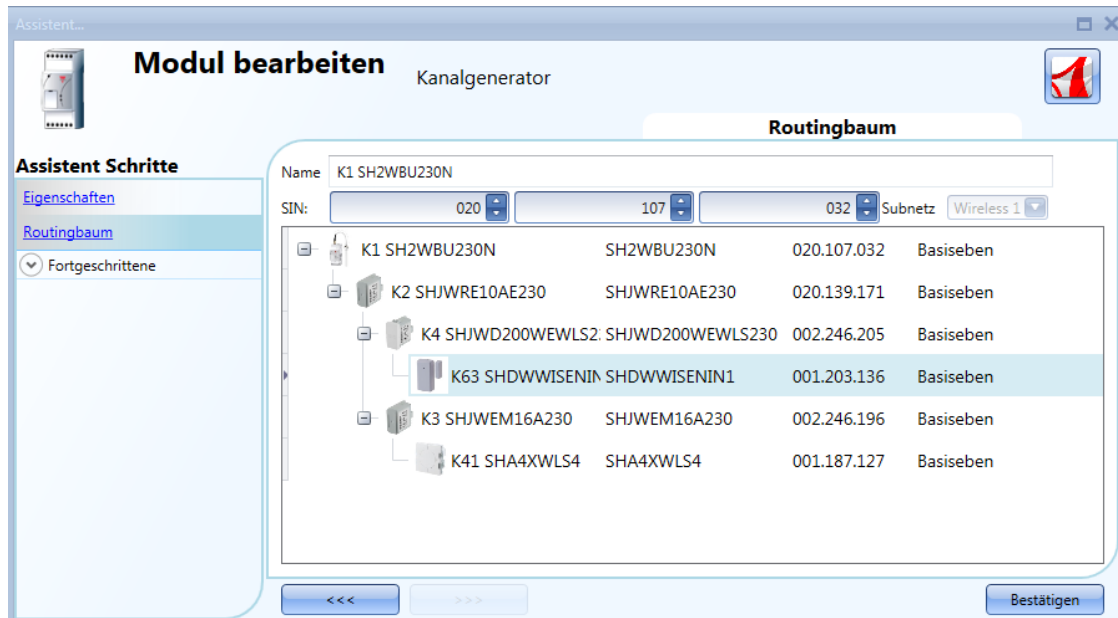 Assistent...
Modul bearbeiten
Kanalgenerator
Routingbaum
Assistent Schritte
Eigenschaften
Routingbaum
Fortgeschrittene
Name K1 SH2WBU230N
SIN: 020 107 032 Subnetz Wireless 1
K1 SH2WBU230N SH2WBU230N 020.107.032 Basiseben
K2 SHJWRE10AE230 SHJWRE10AE230 020.139.171 Basiseben
K4 SHJWD200WEWLS2: SHJWD200WEWLS230 002.246.205 Basiseben
K63 SHDWWISENIN SHDWWISENIN1 001.203.136 Basiseben
K3 SHJWEM16A230 SHJWEM16A230 002.246.196 Basiseben
K41 SHA4XWLS4 SHA4XWLS4 001.187.127 Basiseben
<<< >>> Bestätigen